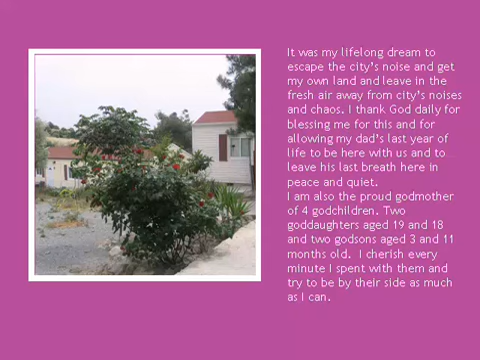 It was my lifelong dream to
escape the city's noise and get
my own land and leave in the
fresh air away from city's noises
and chaos. I thank God daily for
blessing me for this and for
allowing my dad's last year of
life to be here with us and to
leave his last breath here in
peace and quiet.
I am also the proud godmother
of 4 godchildren. Two
goddaughters aged 19 and 18
and two godsons aged 3 and 11
months old. I cherish every
minute I spent with them and
try to be by their side as much
as I can.